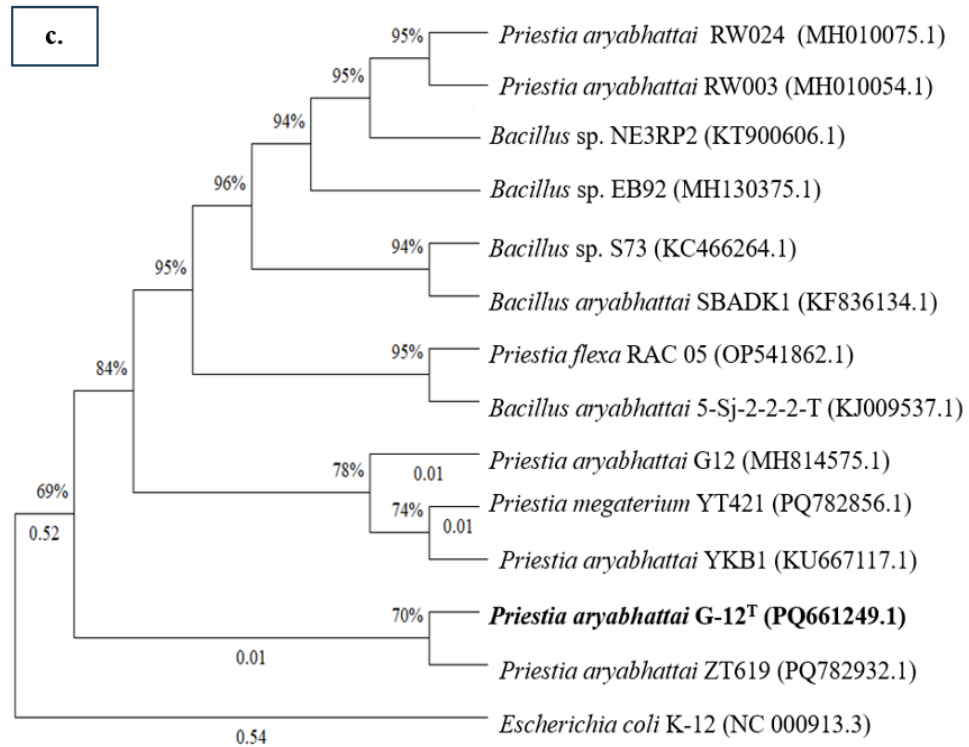 c.
95%
Priestia aryabhattai RW024 (MH010075.1)
95%
Priestia aryabhattai RW003 (MH010054.1)
94%
Bacillus sp. NE3RP2 (KT900606.1)
96%
Bacillus sp. EB92 (MH130375.1)
95%
94%
Bacillus sp. S73 (KC466264.1)
Bacillus aryabhattai SBADK1 (KF836134.1)
84%
95%
Priestia flexa RAC 05 (OP541862.1)
Bacillus aryabhattai 5-Sj-2-2-2-T (KJ009537.1)
78%
Priestia aryabhattai G12 (MH814575.1)
0.01
69%
74%
Priestia megaterium YT421 (PQ782856.1)
0.52
0.01
Priestia aryabhattai YKB1 (KU667117.1)
70%
Priestia aryabhattai G-12ᵀ (PQ661249.1)
0.01
Priestia aryabhattai ZT619 (PQ782932.1)
Escherichia coli K-12 (NC 000913.3)
0.54